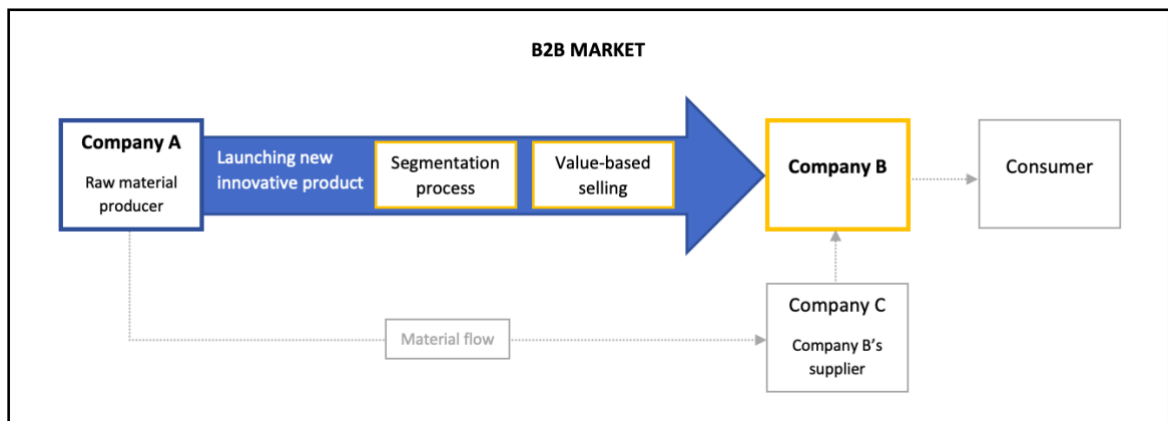 B2B MARKET
Company A
Raw material
producer
Launching new
innovative product
Segmentation
process
Value-based
selling
Company B
Consumer
Material flow
Company C
Company B’s
supplier